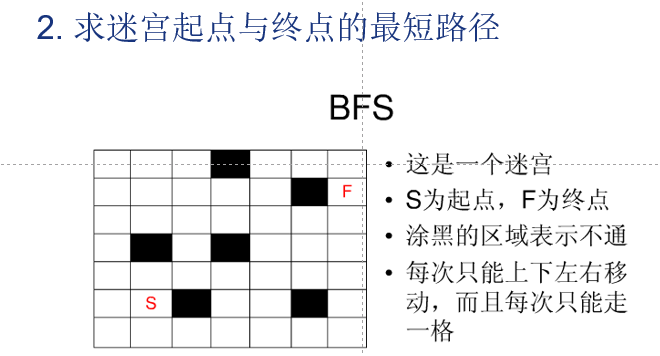 2. 求迷宫起点与终点的最短路径
BFS
F
S
• 这是一个迷宫
• S为起点，F为终点
• 涂黑的区域表示不通
• 每次只能上下左右移
动，而且每次只能走
一格